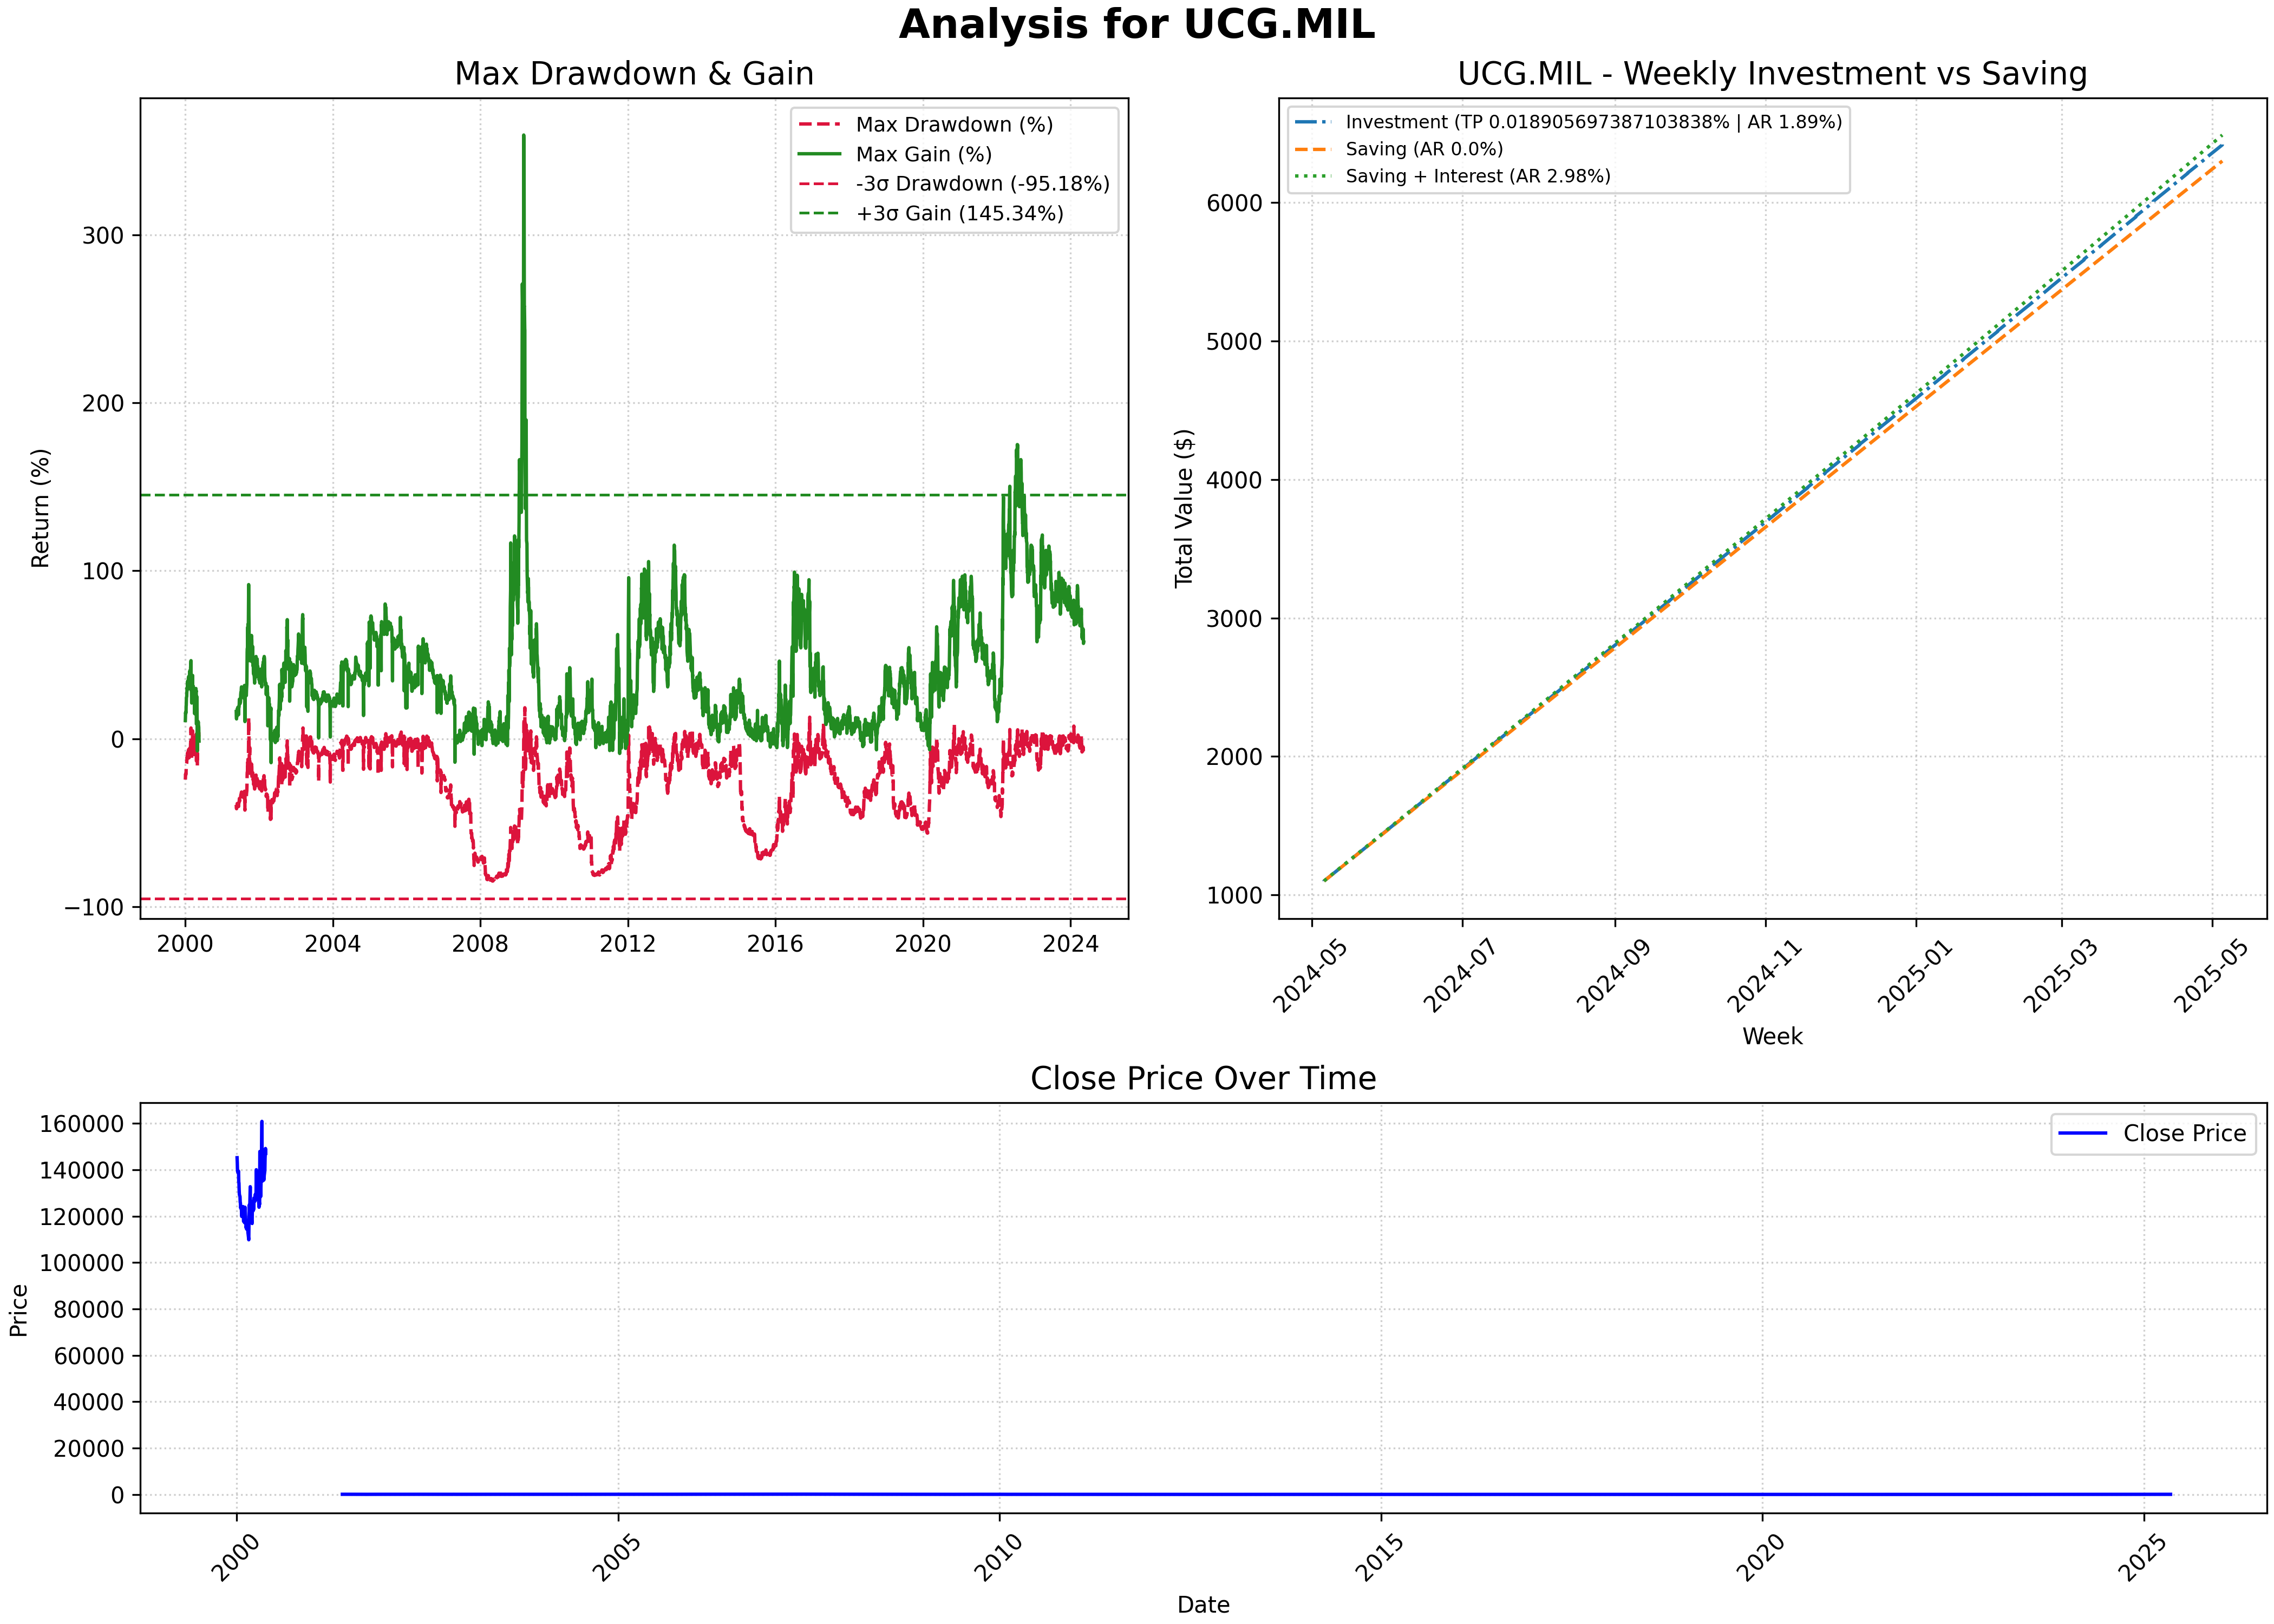 Analysis for UCG.MIL
Max Drawdown & Gain
Max Drawdown (%)
Max Gain (%)
-3σ Drawdown (-95.18%)
+3σ Gain (145.34%)
Return (%)
300
200
100
0
−100
2000
2004
2008
2012
2016
2020
2024
UCG.MIL - Weekly Investment vs Saving
Investment (TP 0.018905697387103838% | AR 1.89%)
Saving (AR 0.0%)
Saving + Interest (AR 2.98%)
Total Value ($)
6000
5000
4000
3000
2000
1000
2024-05
2024-07
2024-09
2024-11
2025-01
2025-03
2025-05
Week
Close Price Over Time
Close Price
Price
160000
140000
120000
100000
80000
60000
40000
20000
0
2000
2005
2010
2015
2020
2025
Date